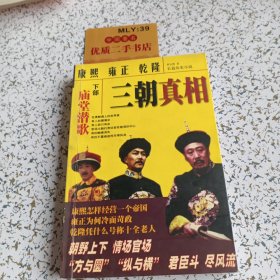 MLY:39
优质二手书店
康熙 雍正 乾隆
三朝真相
下部
庙堂潜歌
康熙怎样经营一个帝国
雍正为何冷面苛政
乾隆凭什么号称十全老人
朝野上下 情场官场
“方与圆” “纵与横” 君臣斗 尽风流